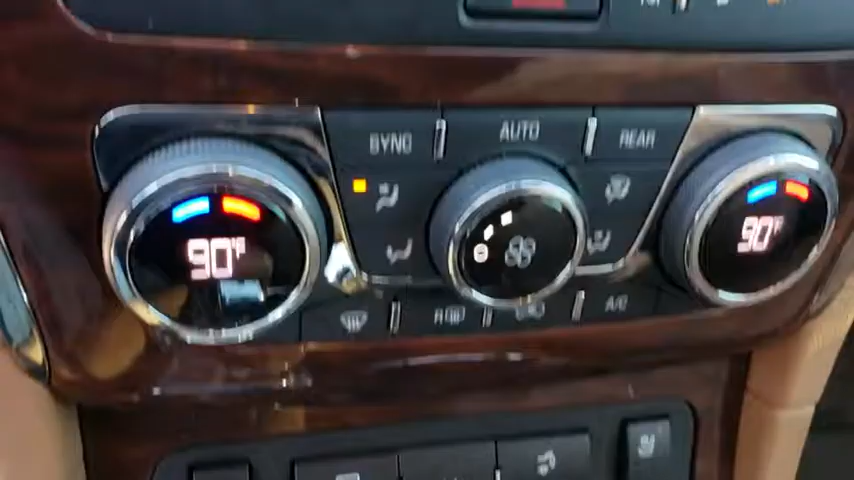 SYNC
AUTO
REAR
90°F
90°F
R
A/C